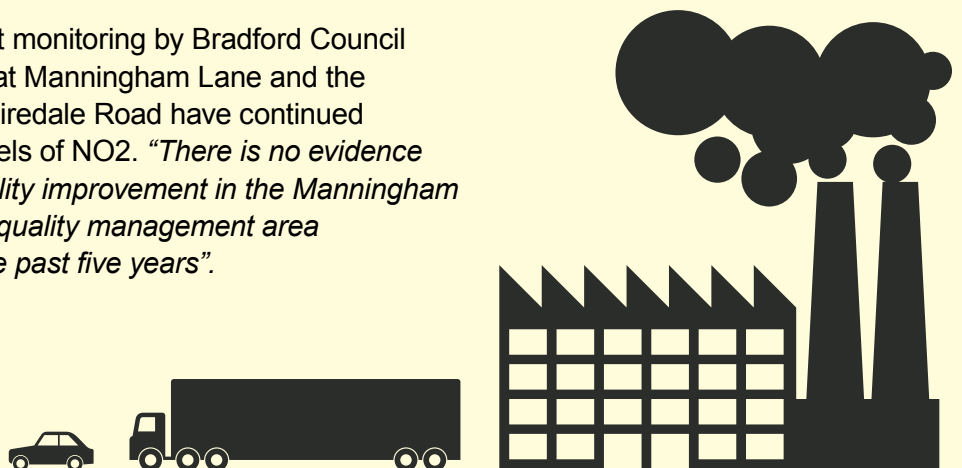 t monitoring by Bradford Council
at Manningham Lane and the
iredale Road have continued
els of NO2. “There is no evidence
lity improvement in the Manningham
quality management area
e past five years”.